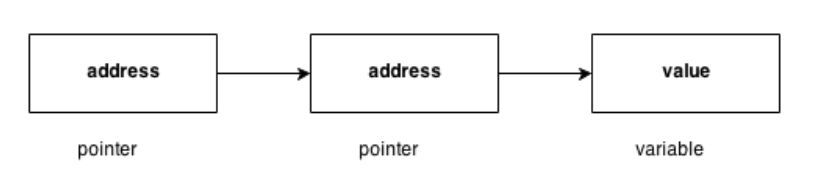 address address value
pointer pointer variable